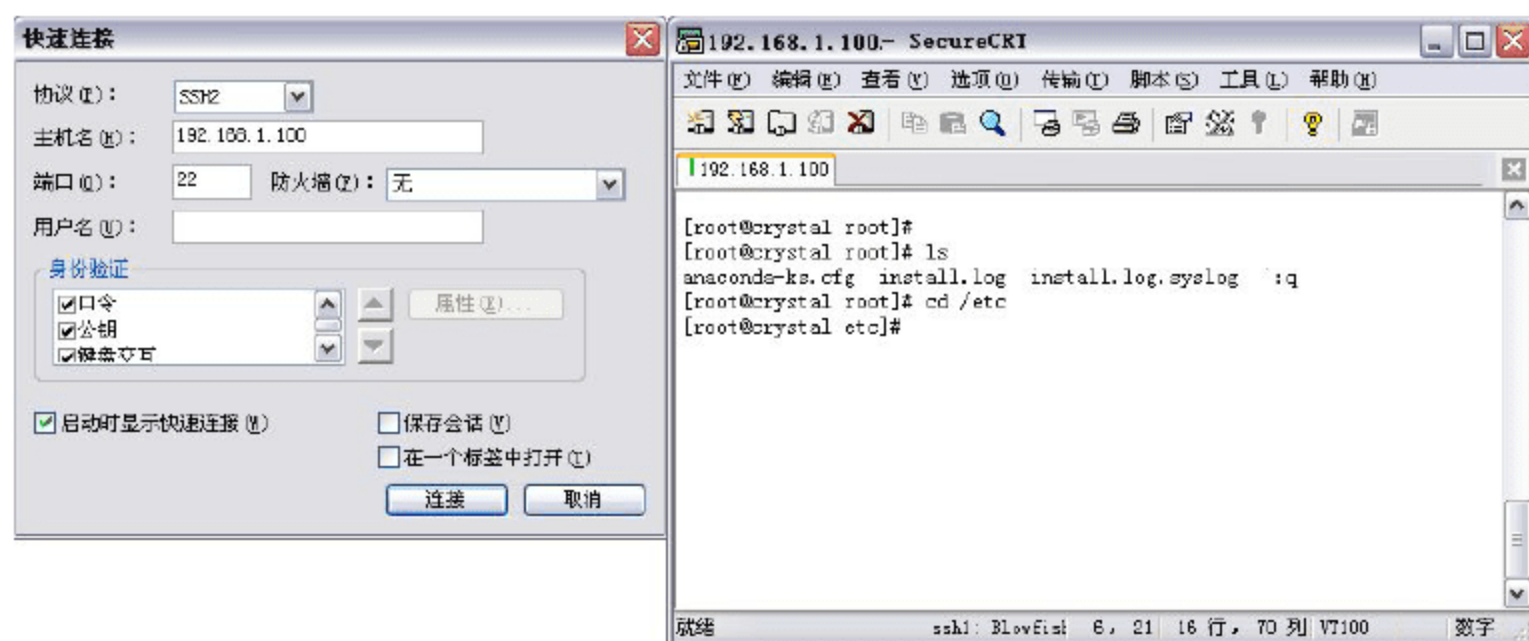 快速连接
协议(P)：
SSH2
主机名(H)：
192.168.1.100
端口(O)：
22
防火墙(F)：
无
用户名(U)：
身份验证
口令
公钥
键盘交互
属性(P)...
启动时显示快速连接(W)
保存会话(V)
在一个标签中打开(T)
连接
取消
192.168.1.100 - SecureCRT
文件(F) 编辑(E) 查看(V) 选项(O) 传输(T) 脚本(S) 工具(L) 帮助(H)
192.168.1.100
[root@crystal root]#
[root@crystal root]# ls
anaconda-ks.cfg install.log install.log.syslog :q
[root@crystal root]# cd /etc
[root@crystal etc]#
就绪
ssh1: Blowfish 6, 21 16 行, 70 列 VT100
数字